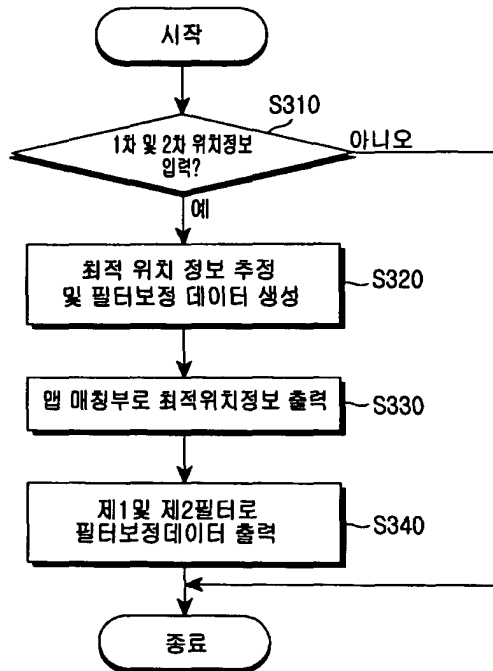 시작
S310
1차 및 2차 위치정보
입력?
아니오
예
최적 위치 정보 추정
및 필터보정 데이터 생성
S320
맵 매칭부로 최적위치정보 출력
S330
제1및 제2필터로
필터보정데이터 출력
S340
종료